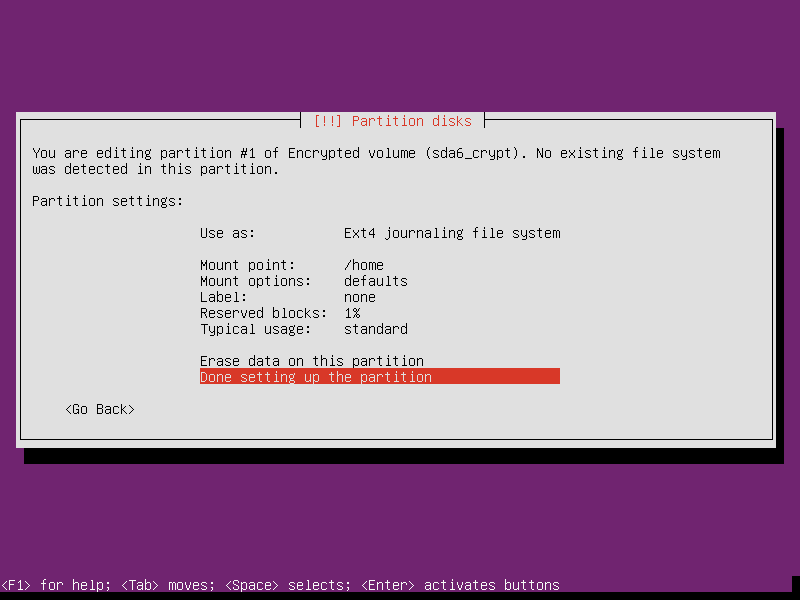 [!!] Partition disks
You are editing partition #1 of Encrypted volume (sda6_crypt). No existing file system
was detected in this partition.
Partition settings:
Use as: Ext4 journaling file system
Mount point: /home
Mount options: defaults
Label: none
Reserved blocks: 1%
Typical usage: standard
Erase data on this partition
Done setting up the partition
<Go Back>
<F1> for help; <Tab> moves; <Space> selects; <Enter> activates buttons